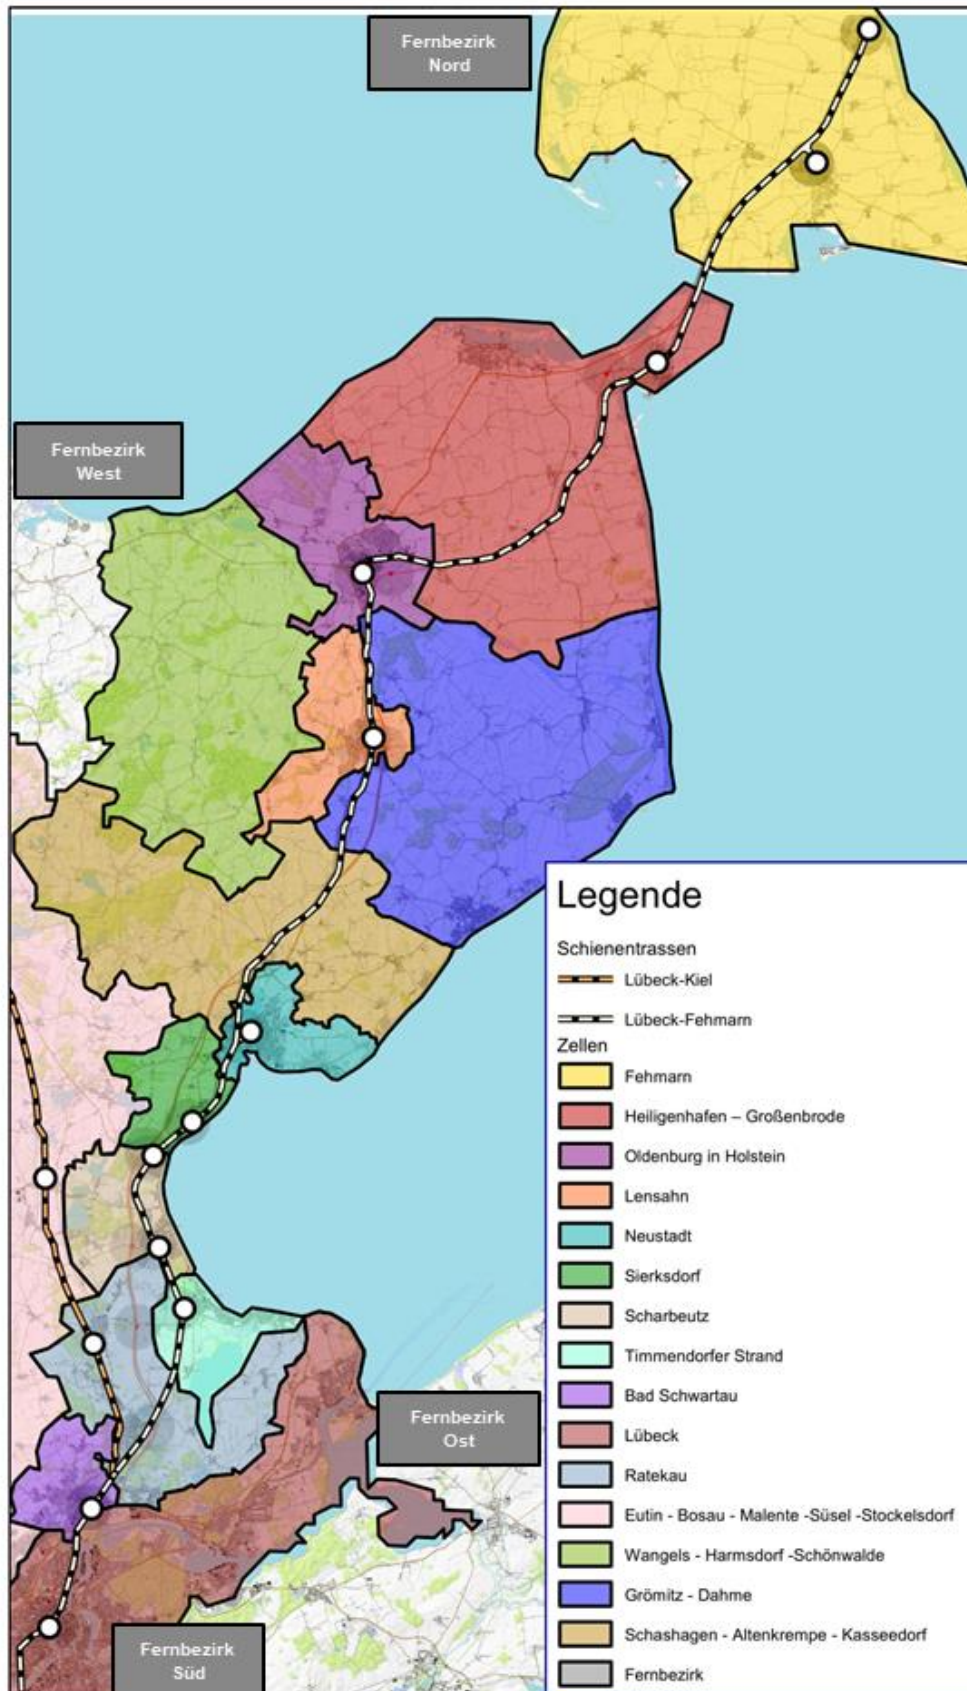 Fernbezirk
Nord
Fernbezirk
West
Legende
Schienentrassen
Lübeck-Kiel
Lübeck-Fehmarn
Zellen
Fehmarn
Heiligenhafen – Großenbrode
Oldenburg in Holstein
Lensahn
Neustadt
Sierksdorf
Scharbeutz
Timmendorfer Strand
Bad Schwartau
Lübeck
Ratekau
Eutin - Bosau - Malente -Süsel -Stockelsdorf
Wangels - Harmsdorf -Schönwalde
Grömitz - Dahme
Schashagen - Altenkrempe - Kasseedorf
Fernbezirk
Fernbezirk
Ost
Fernbezirk
Süd